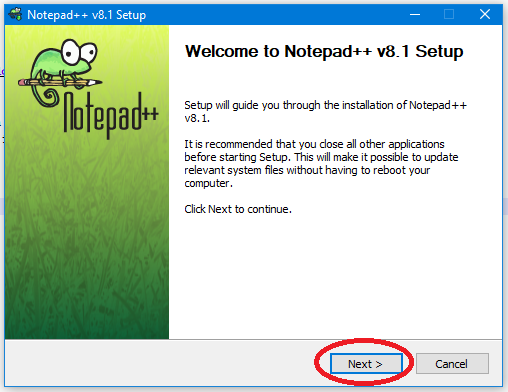 Notepad++ v8.1 Setup
Notepad++
Welcome to Notepad++ v8.1 Setup
Setup will guide you through the installation of Notepad++
v8.1.
It is recommended that you close all other applications
before starting Setup. This will make it possible to update
relevant system files without having to reboot your
computer.
Click Next to continue.
Next >
Cancel